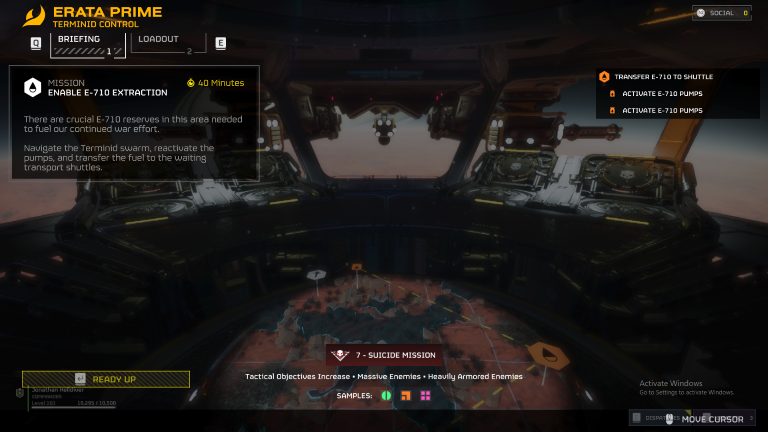 ERATA PRIME
TERMINID CONTROL
SOCIAL 0
Q BRIEFING 1 LOADOUT 2 E
MISSION 40 Minutes
ENABLE E-710 EXTRACTION
There are crucial E-710 reserves in this area needed
to fuel our continued war effort.
Navigate the Terminid swarm, reactivate the
pumps, and transfer the fuel to the waiting
transport shuttles.
TRANSFER E-710 TO SHUTTLE
ACTIVATE E-710 PUMPS
ACTIVATE E-710 PUMPS
7 - SUICIDE MISSION
Tactical Objectives Increase • Massive Enemies • Heavily Armored Enemies
SAMPLES:
READY UP
Level 101
Activate Windows
Go to Settings to activate Windows.
MOVE CURSOR